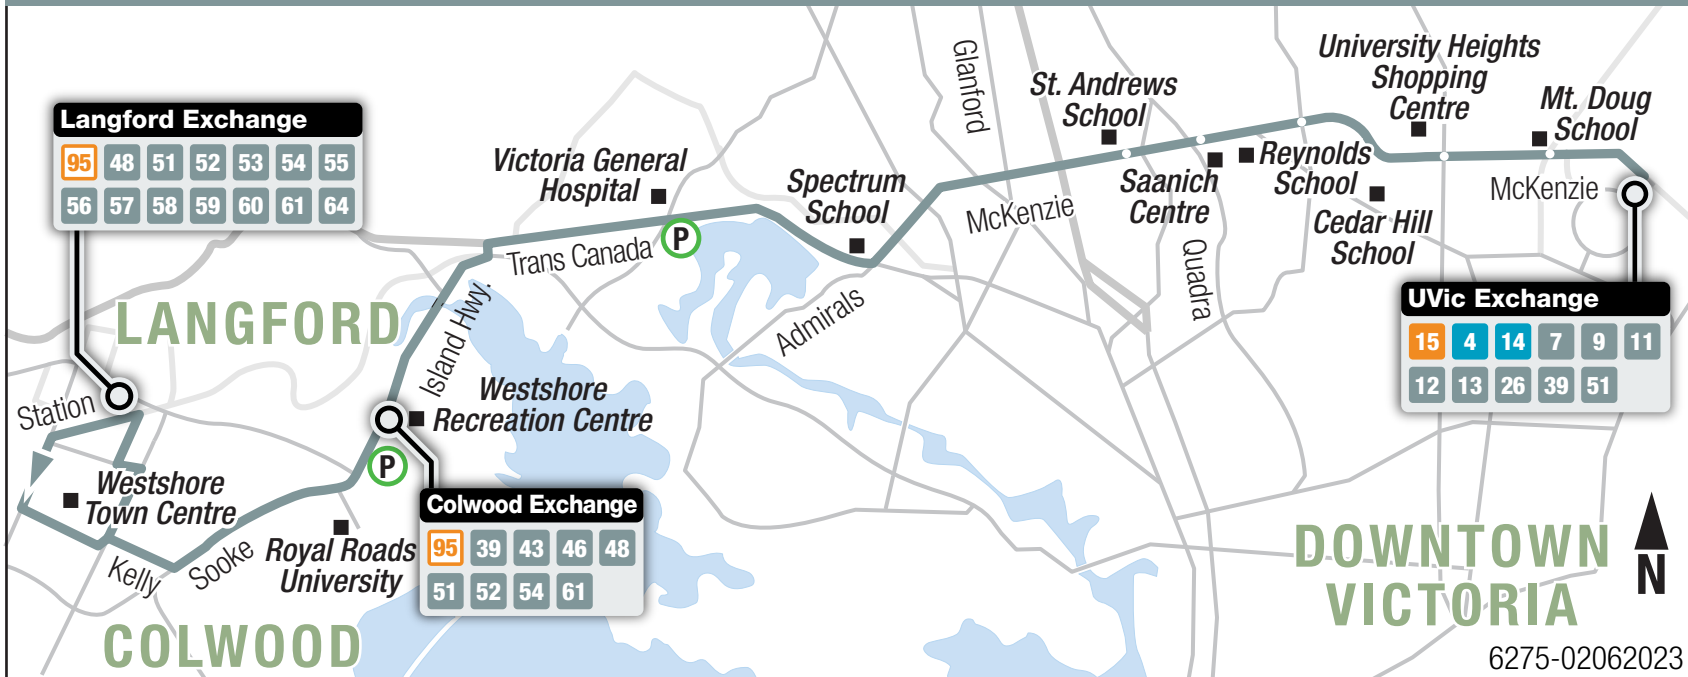 Langford Exchange
95 48 51 52 53 54 55
56 57 58 59 60 61 64
Victoria General
Hospital
Spectrum
School
Glanford
St. Andrews
School
University Heights
Shopping
Centre
Mt. Doug
School
Saanich
Centre
Reynolds
School
Cedar Hill
School
McKenzie
McKenzie
Quadra
Trans Canada
P
Admirals
Island Hwy.
LANGFORD
UVic Exchange
15 4 14 7 9 11
12 13 26 39 51
Station
Westshore
Recreation Centre
P
Westshore
Town Centre
Colwood Exchange
95 39 43 46 48
51 52 54 61
Kelly
Sooke
Royal Roads
University
COLWOOD
DOWNTOWN
VICTORIA
N
6275-02062023